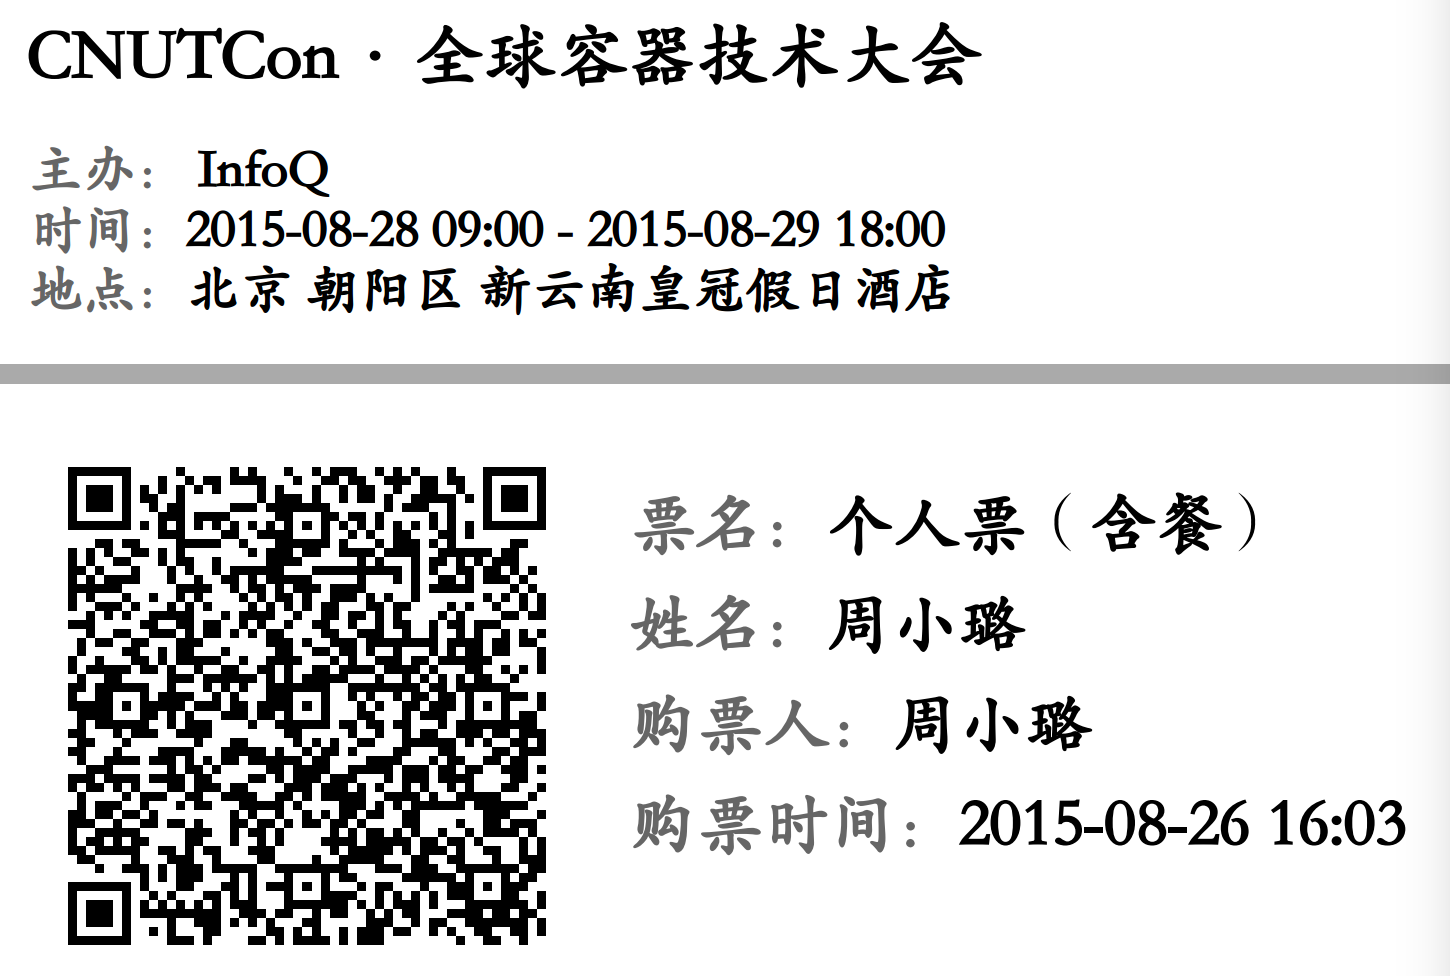 CNUTCon · 全球容器技术大会
主办： InfoQ
时间： 2015-08-28 09:00 - 2015-08-29 18:00
地点： 北京 朝阳区 新云南皇冠假日酒店
票名： 个人票（含餐）
姓名： 周小璐
购票人： 周小璐
购票时间： 2015-08-26 16:03